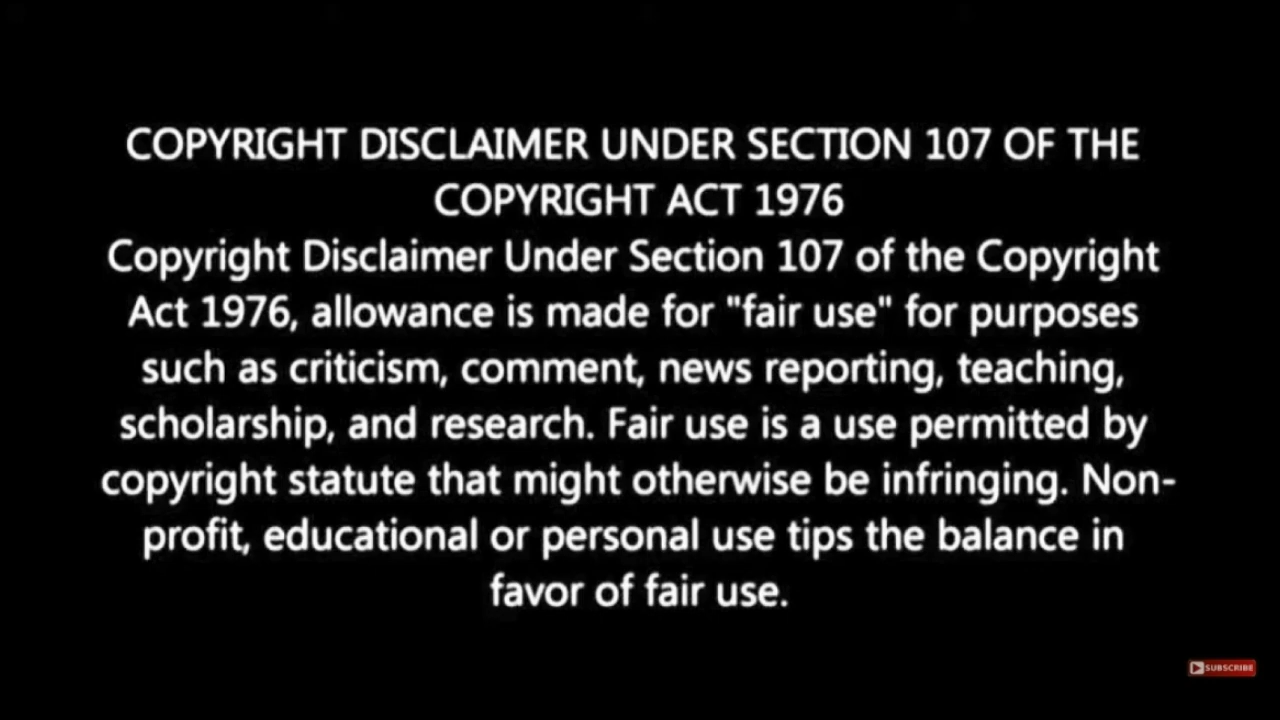 COPYRIGHT DISCLAIMER UNDER SECTION 107 OF THE
COPYRIGHT ACT 1976
Copyright Disclaimer Under Section 107 of the Copyright
Act 1976, allowance is made for "fair use" for purposes
such as criticism, comment, news reporting, teaching,
scholarship, and research. Fair use is a use permitted by
copyright statute that might otherwise be infringing. Non-
profit, educational or personal use tips the balance in
favor of fair use.
SUBSCRIBE